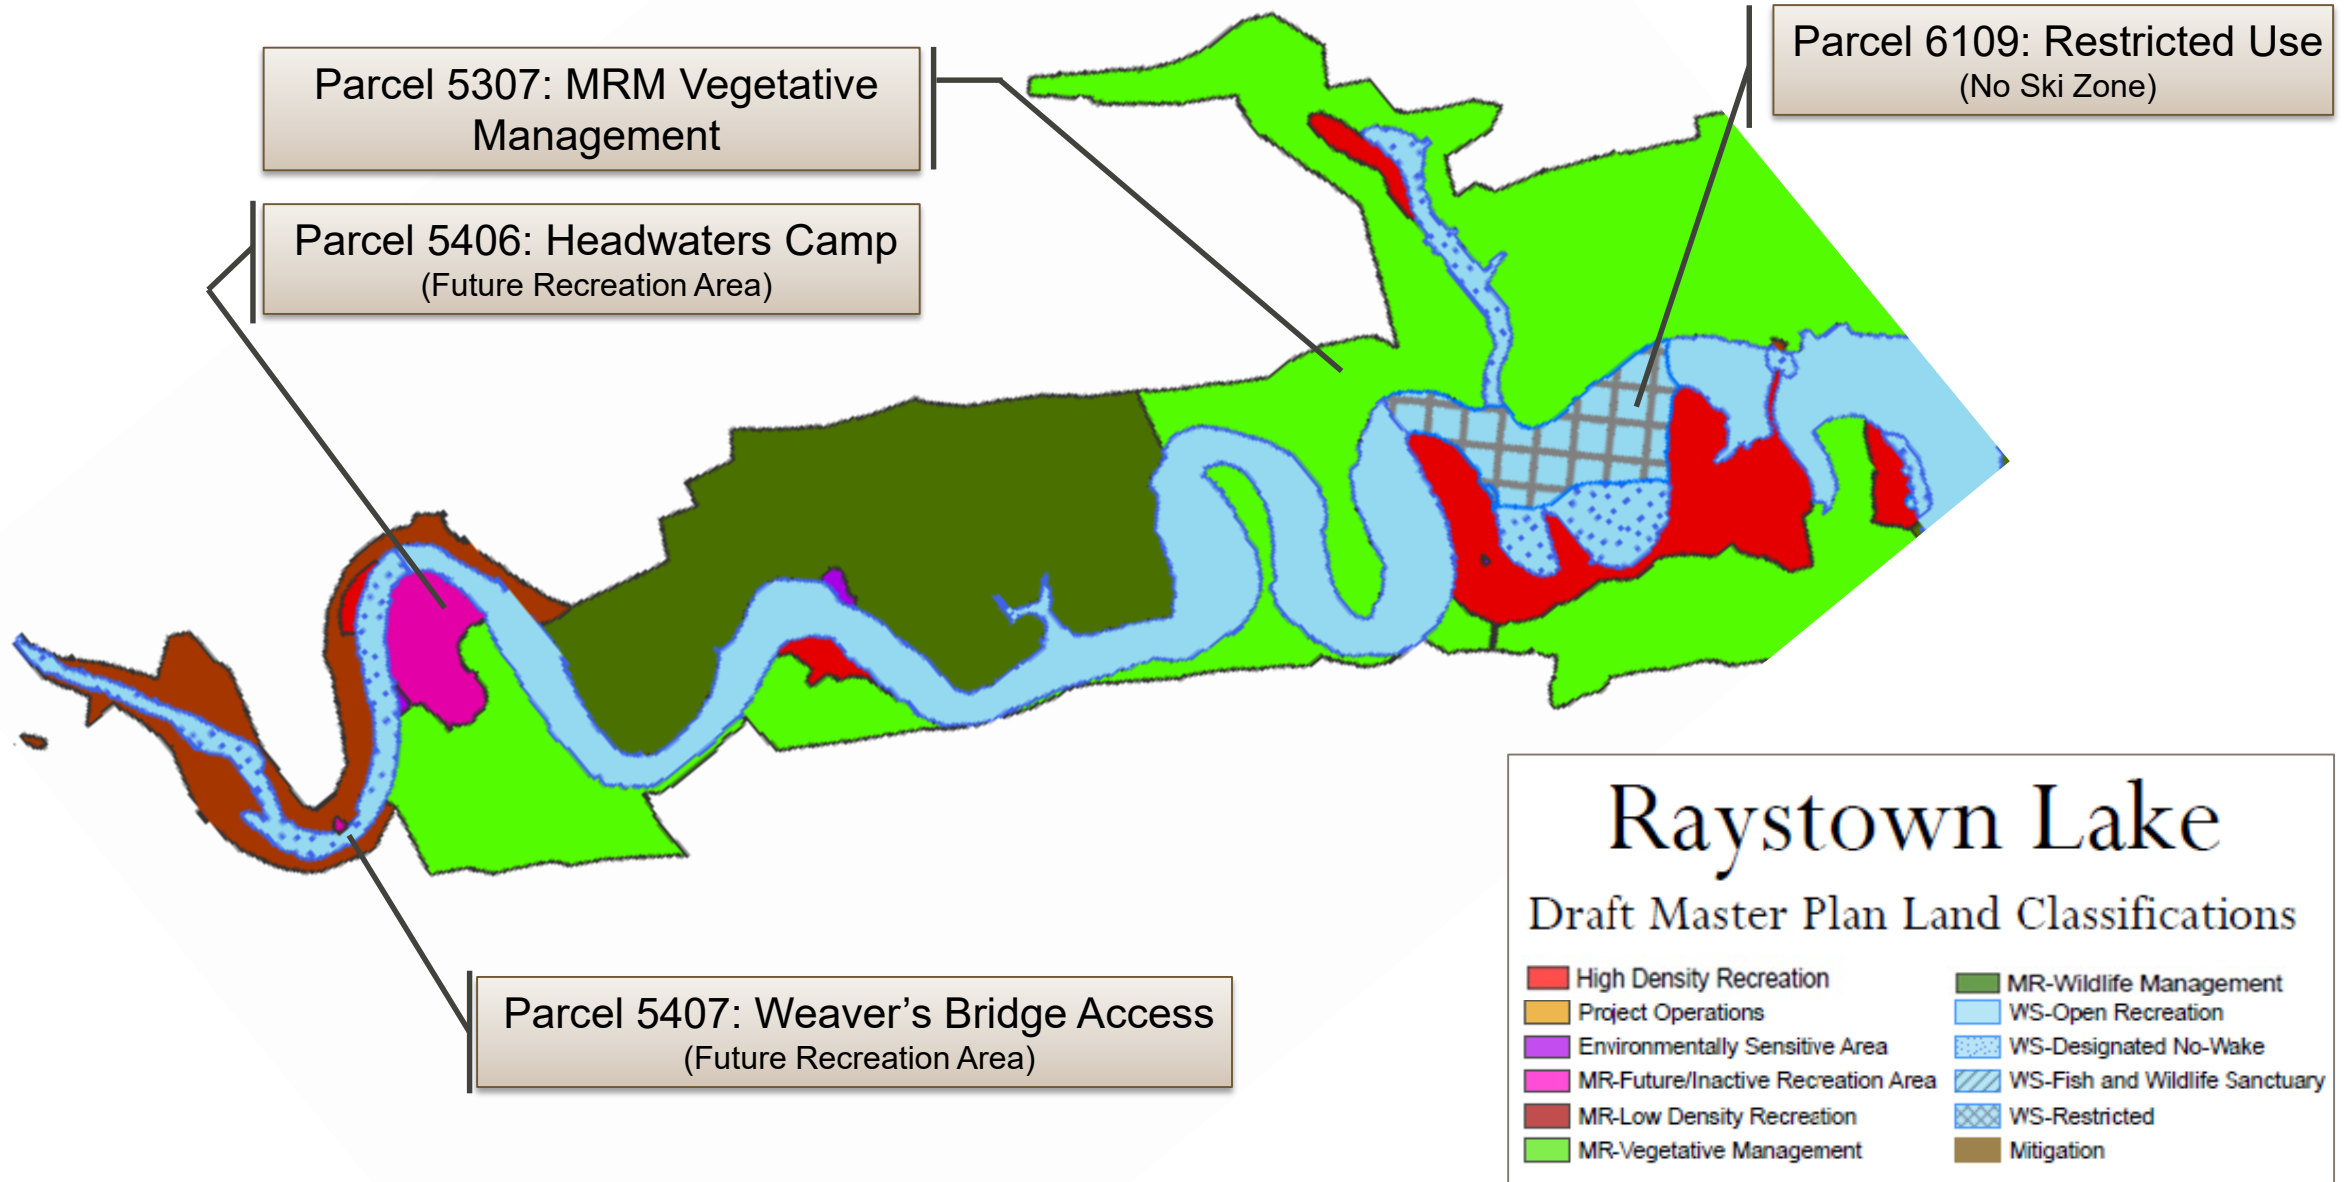 Parcel 5307: MRM Vegetative
Management
Parcel 6109: Restricted Use
(No Ski Zone)
Parcel 5406: Headwaters Camp
(Future Recreation Area)
Parcel 5407: Weaver’s Bridge Access
(Future Recreation Area)
Raystown Lake
Draft Master Plan Land Classifications
High Density Recreation
Project Operations
Environmentally Sensitive Area
MR-Future/Inactive Recreation Area
MR-Low Density Recreation
MR-Vegetative Management
MR-Wildlife Management
WS-Open Recreation
WS-Designated No-Wake
WS-Fish and Wildlife Sanctuary
WS-Restricted
Mitigation